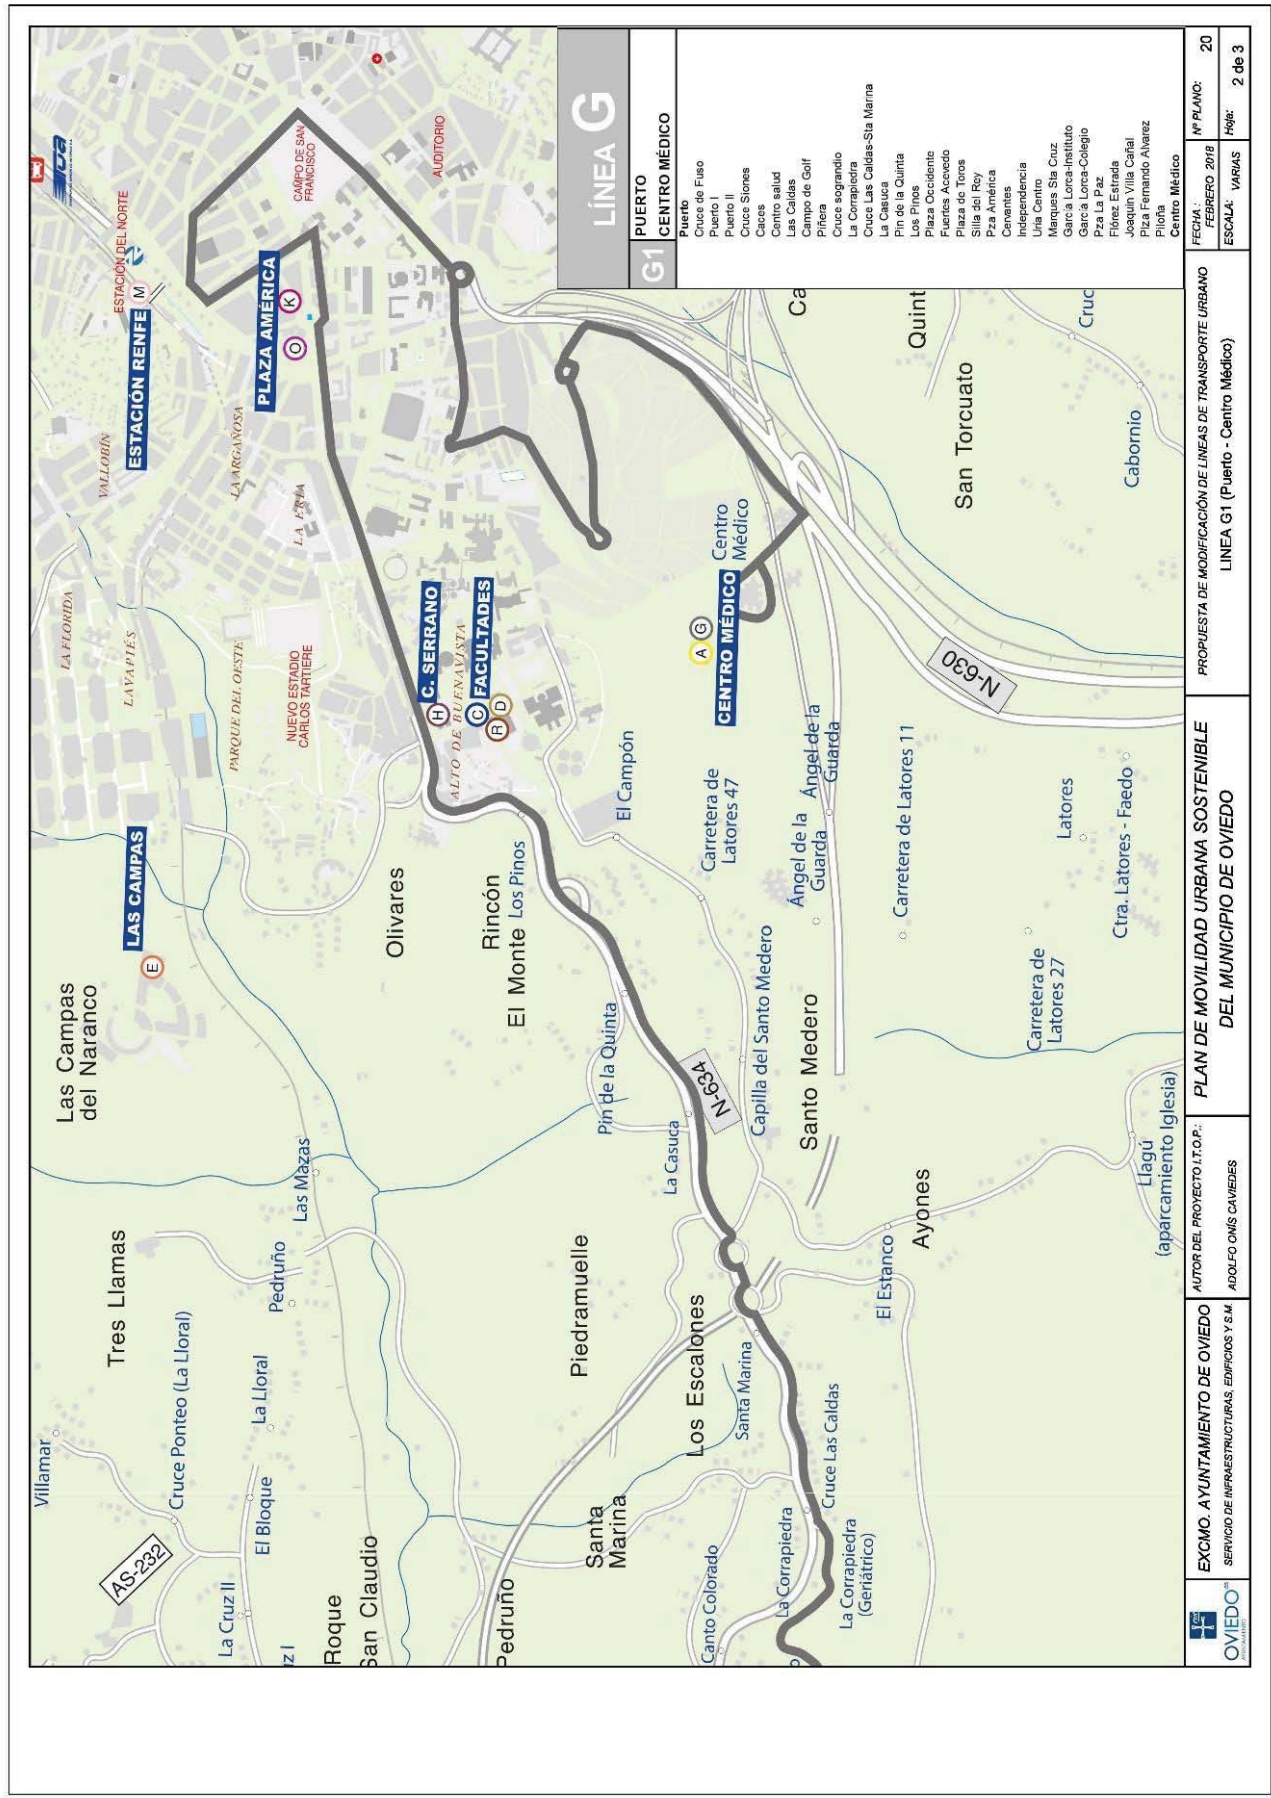 LÍNEA G
G1
PUERTO
CENTRO MÉDICO
Puerto
Cruce de Fuso
Puerto I
Puerto II
Cruce Siones
Caces
Centro salud
Las Caldas
Campo de Golf
Piñera
Cruce sograndio
La Corrapiedra
Cruce Las Caldas-Sta Marina
La Casuca
Pin de la Quinta
Los Pinos
Plaza Occidente
Fuertes Acevedo
Plaza de Toros
Silla del Rey
Pza América
Cervantes
Independencia
Uría Centro
Marques Sta Cruz
García Lorca-Instituto
García Lorca-Colegio
Pza La Paz
Flórez Estrada
Joaquin Villa Cañal
Plza Fernando Alvarez
Piloña
Centro Médico
Villamar
AS-232
Cruce Ponteo (La Lloral)
La Lloral
El Bloque
La Cruz II
uz I
Roque
San Claudio
Tres Llamas
Pedruño
Las Mazas
Las Campas
del Naranco
LAS CAMPAS
E
LA FLORIDA
LAVAPIÉS
VALLOBÍN
PARQUE DEL OESTE
NUEVO ESTADIO
CARLOS TARTIERE
LA ARGAÑOSA
LA ERIA
ESTACIÓN RENFE
M
ESTACIÓN DEL NORTE
PLAZA AMÉRICA
O
K
CAMPO DE SAN
FRANCISCO
AUDITORIO
Olivares
C. SERRANO
H
ALTO DE BUENAVISTA
FACULTADES
C
R
D
Rincón
El Monte
Los Pinos
El Campón
Pin de la Quinta
La Casuca
N-634
Piedramuelle
Los Escalones
Santa Marina
Santa
Marina
Pedruño
Canto Colorado
La Corrapiedra
Cruce Las Caldas
La Corrapiedra
(Geriátrico)
El Estanco
Ayones
Llagú
(aparcamiento Iglesia)
Capilla del Santo Medero
Santo Medero
Carretera de
Latores 47
Ángel de la
Guarda
Ángel de la
Guarda
Carretera de Latores 11
Carretera de
Latores 27
Latores
Ctra. Latores - Faedo
CENTRO MÉDICO
A
G
Centro
Médico
N-630
San Torcuato
Cabornio
Cruc
Quint
Ca
OVIEDO
EXCMO. AYUNTAMIENTO DE OVIEDO
SERVICIO DE INFRAESTRUCTURAS, EDIFICIOS Y S.M.
AUTOR DEL PROYECTO I.T.O.P.:
ADOLFO ONÍS CAVIEDES
PLAN DE MOVILIDAD URBANA SOSTENIBLE
DEL MUNICIPIO DE OVIEDO
PROPUESTA DE MODIFICACIÓN DE LINEAS DE TRANSPORTE URBANO
LINEA G1 (Puerto - Centro Médico)
FECHA:
FEBRERO 2018
ESCALA: VARIAS
Nº PLANO: 20
Hoja: 2 de 3